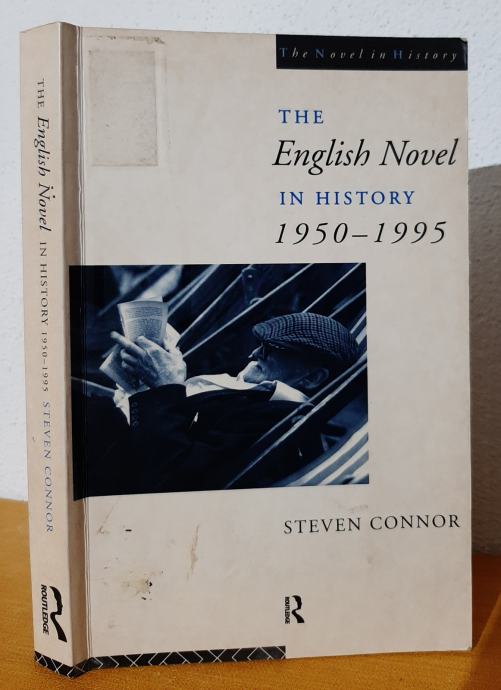 The Novel in History
THE
English Novel
IN HISTORY
1950–1995
STEVEN CONNOR
ROUTLEDGE
THE English Novel IN HISTORY 1950–1995 STEVEN CONNOR
ROUTLEDGE